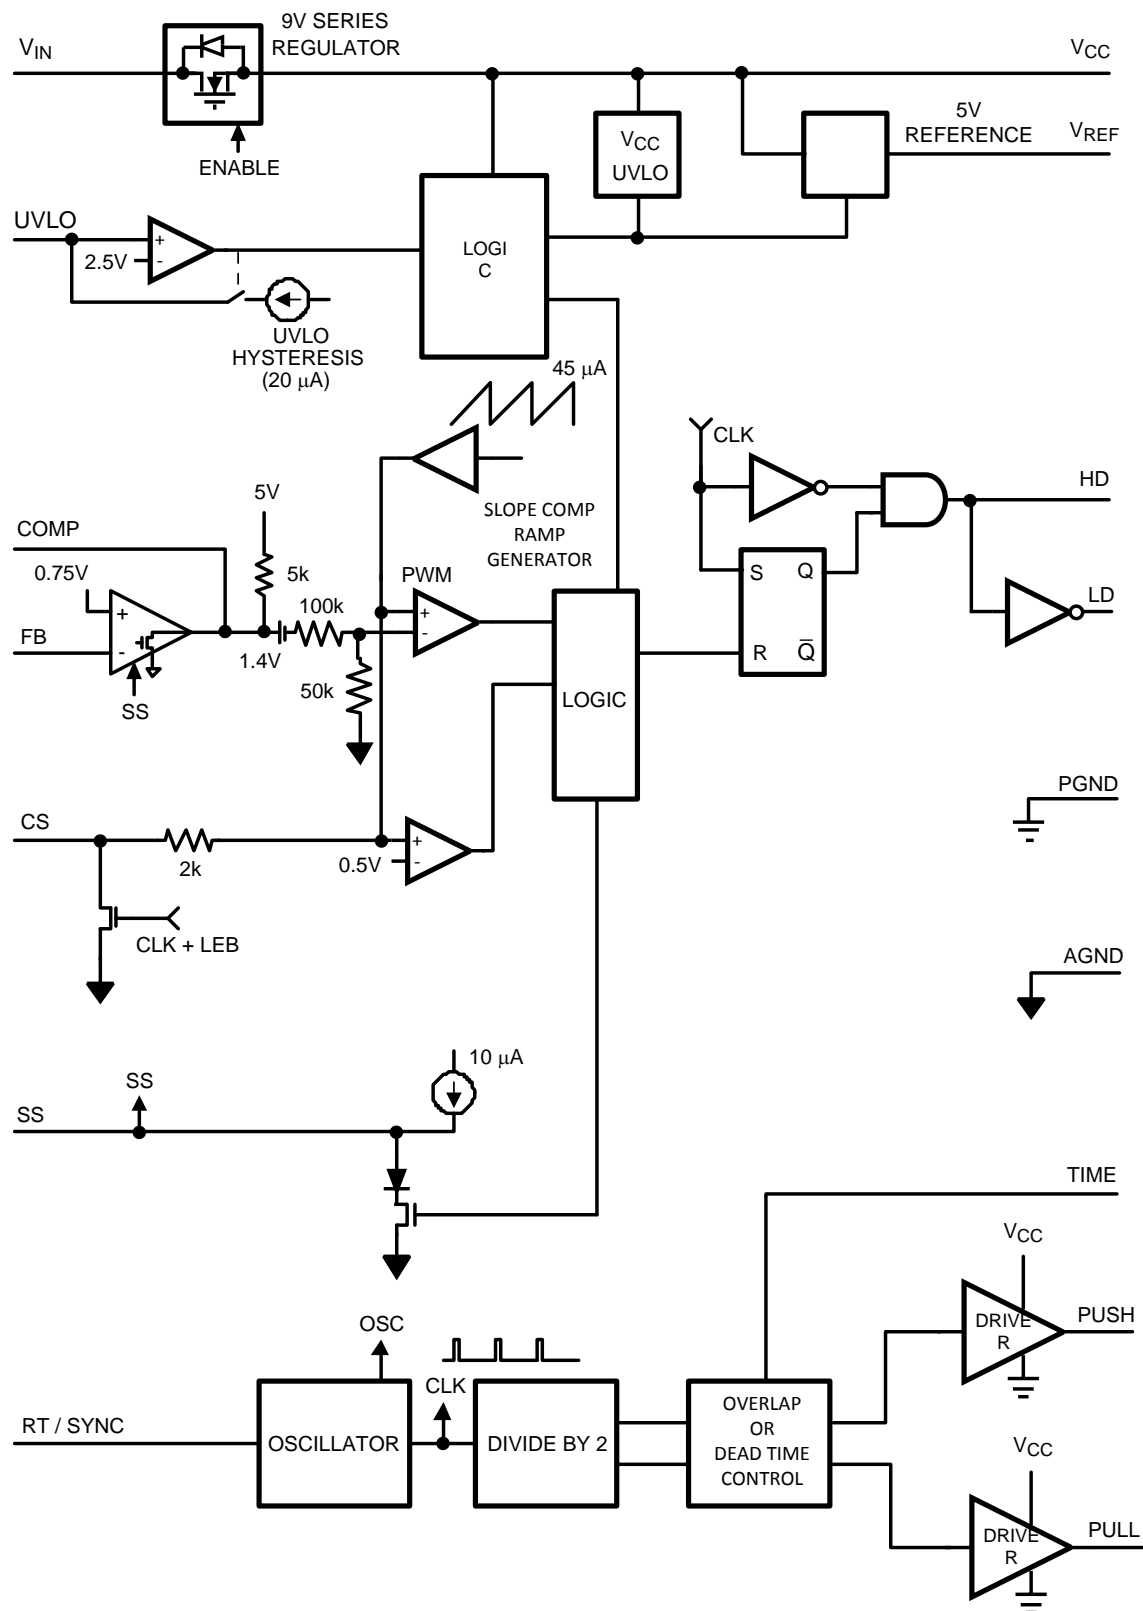 9V SERIES
REGULATOR
VIN
VCC
ENABLE
VCC
UVLO
5V
REFERENCE
VREF
UVLO
+
2.5V
-
LOGI
C
UVLO
HYSTERESIS
(20 μA)
45 μA
CLK
HD
5V
SLOPE COMP
RAMP
GENERATOR
COMP
0.75V
5k
PWM
S
Q
LD
+
100k
+
FB
-
1.4V
-
R
Q̅
50k
LOGIC
SS
PGND
CS
2k
0.5V
+
-
CLK + LEB
AGND
10 μA
SS
SS
TIME
VCC
OSC
DRIVE
R
PUSH
CLK
RT / SYNC
OSCILLATOR
DIVIDE BY 2
OVERLAP
OR
DEAD TIME
CONTROL
VCC
DRIVE
R
PULL